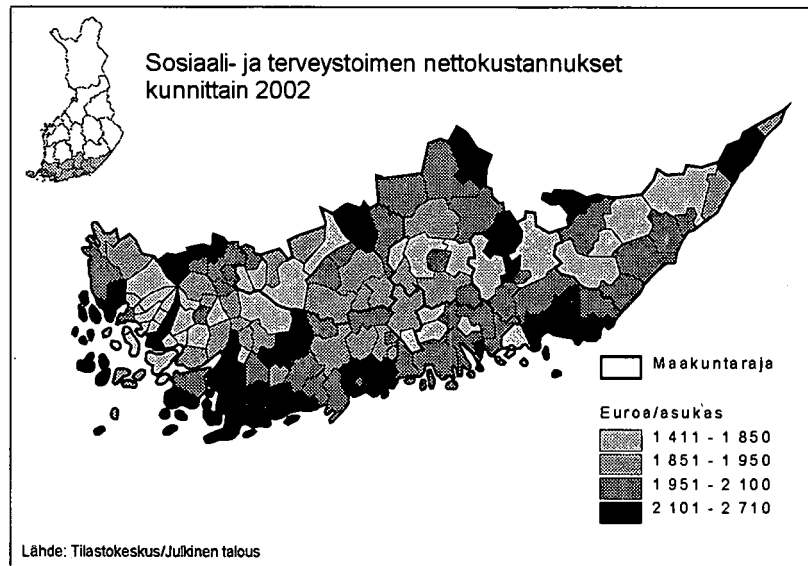 Sosiaali- ja terveystoimen nettokustannukset
kunnittain 2002
Maakuntaraja
Euroa/asukas
1 411 - 1 850
1 851 - 1 950
1 951 - 2 100
2 101 - 2 710
Lähde: Tilastokeskus/Julkinen talous